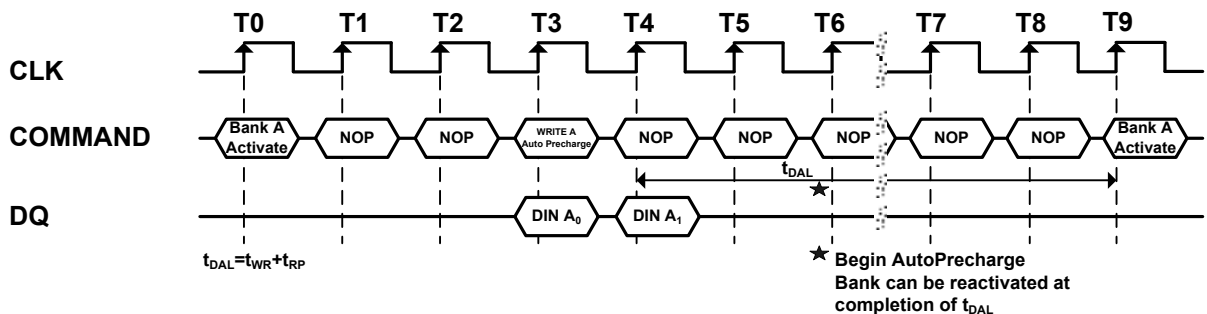 T0 T1 T2 T3 T4 T5 T6 T7 T8 T9
CLK
COMMAND
Bank A
Activate
NOP
NOP
WRITE A
Auto Precharge
NOP
NOP
NOP
NOP
NOP
Bank A
Activate
tDAL
DQ
DIN A0
DIN A1
tDAL=tWR+tRP
★ Begin AutoPrecharge
Bank can be reactivated at
completion of tDAL